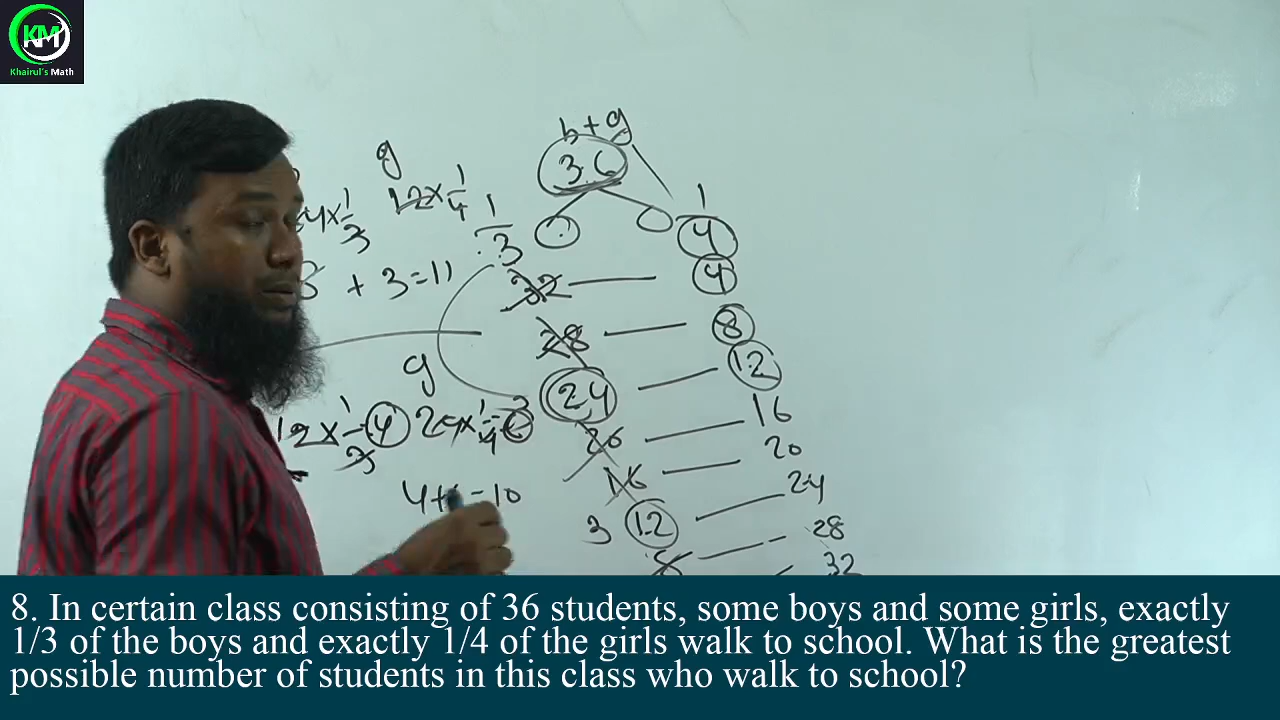 KM
Khairul's Math
b+g
36
g
12×1/4
1/3
1/4
3 + 3=11
32 — 4
28 — 8
24 — 12
g
12×1/3 4 24×1/4
20 — 16
16 — 20
3 12 — 24
4+ =10
8 — 28
32
8. In certain class consisting of 36 students, some boys and some girls, exactly
1/3 of the boys and exactly 1/4 of the girls walk to school. What is the greatest
possible number of students in this class who walk to school?